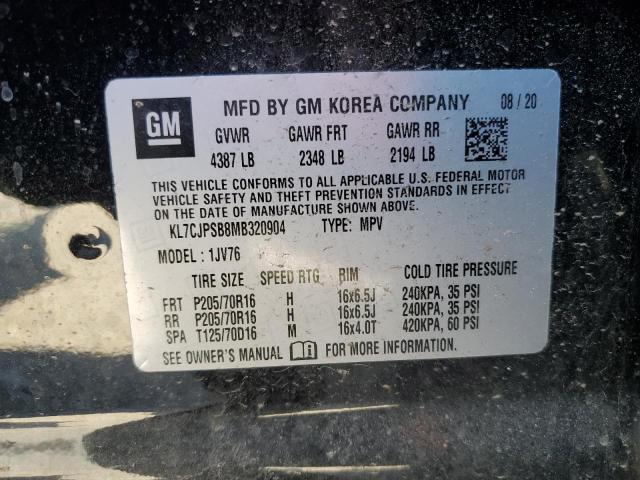 GM
MFD BY GM KOREA COMPANY 08 / 20
GVWR GAWR FRT GAWR RR
4387 LB 2348 LB 2194 LB
THIS VEHICLE CONFORMS TO ALL APPLICABLE U.S. FEDERAL MOTOR
VEHICLE SAFETY AND THEFT PREVENTION STANDARDS IN EFFECT
ON THE DATE OF MANUFACTURE SHOWN ABOVE.
KL7CJPSB8MB320904 TYPE: MPV
MODEL : 1JV76
TIRE SIZE SPEED RTG RIM COLD TIRE PRESSURE
FRT P205/70R16 H 16x6.5J 240KPA, 35 PSI
RR P205/70R16 H 16x6.5J 240KPA, 35 PSI
SPA T125/70D16 M 16x4.0T 420KPA, 60 PSI
SEE OWNER'S MANUAL FOR MORE INFORMATION.